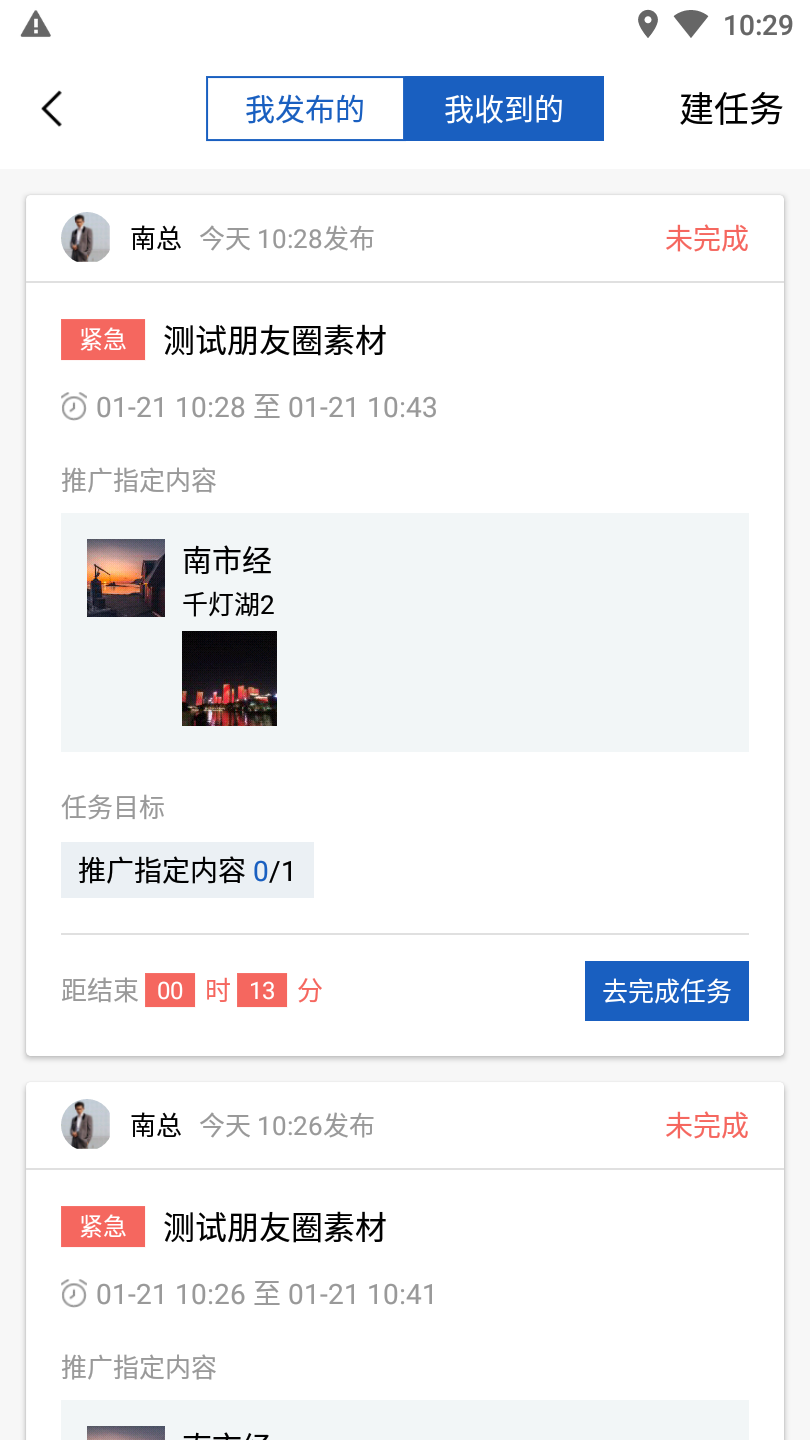 10:29
我发布的 我收到的 建任务
南总 今天 10:28发布 未完成
紧急 测试朋友圈素材
01-21 10:28 至 01-21 10:43
推广指定内容
南市经
千灯湖2
任务目标
推广指定内容 0/1
距结束 00 时 13 分 去完成任务
南总 今天 10:26发布 未完成
紧急 测试朋友圈素材
01-21 10:26 至 01-21 10:41
推广指定内容
南市经